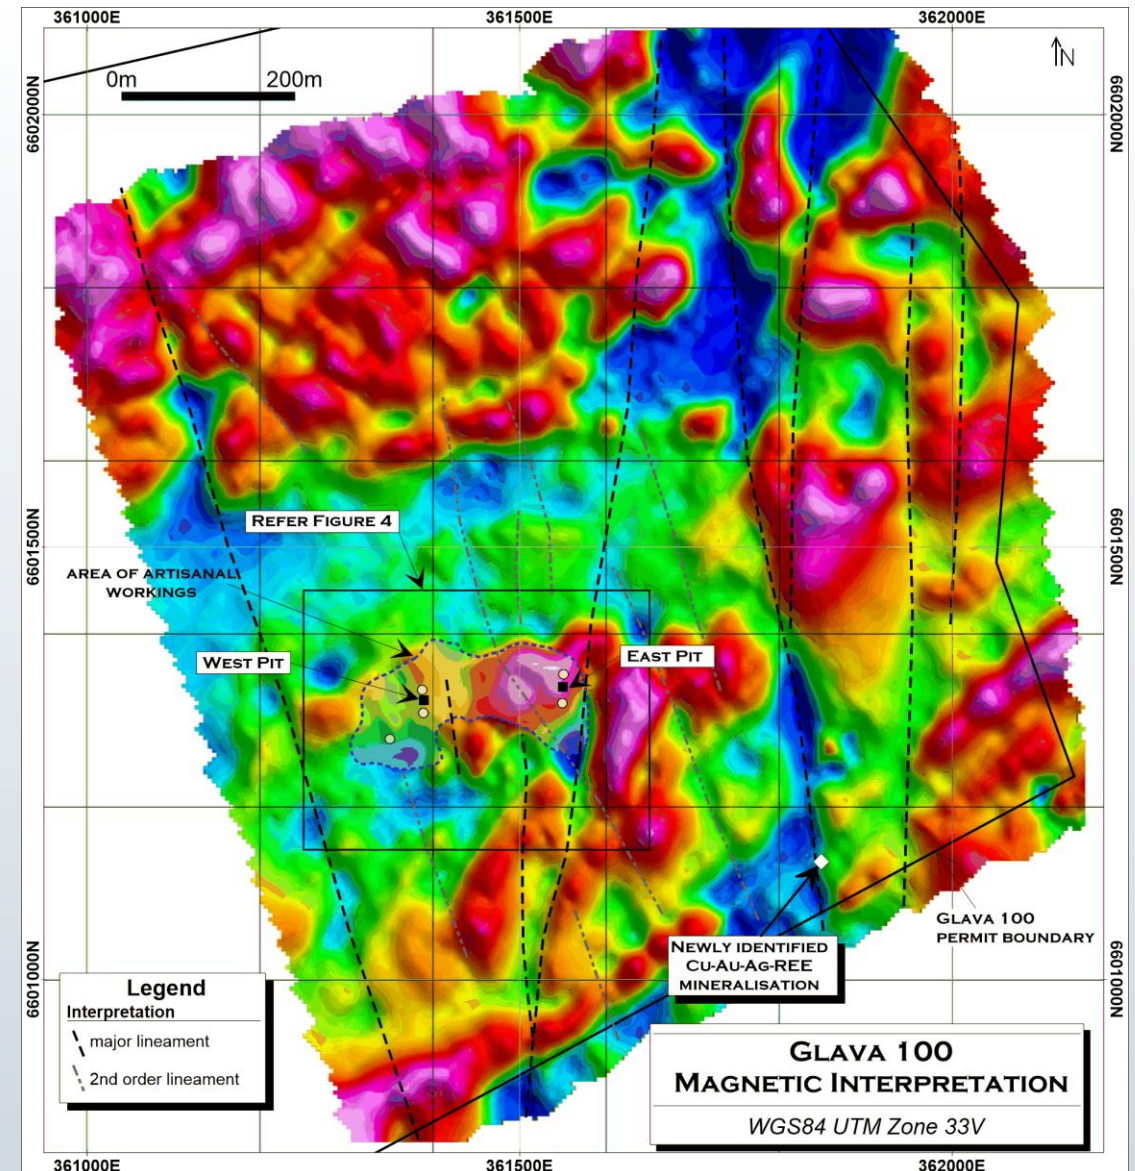 361000E 361500E 362000E
0m 200m
N
6602000N 6602000N
REFER FIGURE 4
6601500N 6601500N
AREA OF ARTISANAL
WORKINGS
WEST PIT
EAST PIT
GLAVA 100
PERMIT BOUNDARY
NEWLY IDENTIFIED
CU-AU-AG-REE
MINERALISATION
6601000N 6601000N
Legend
Interpretation
major lineament
2nd order lineament
GLAVA 100
MAGNETIC INTERPRETATION
WGS84 UTM Zone 33V
361000E 361500E 362000E